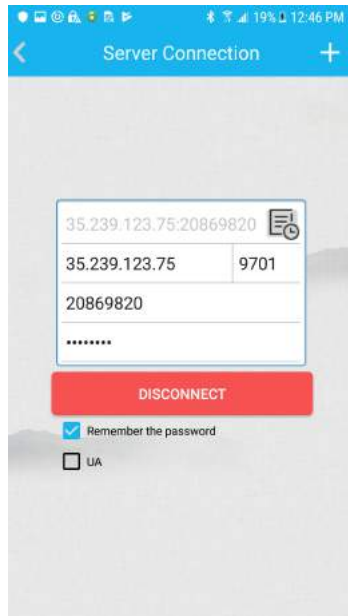 19% 12:46 PM
Server Connection
35.239.123.75:20869820
35.239.123.75 9701
20869820
••••••••
DISCONNECT
Remember the password
UA